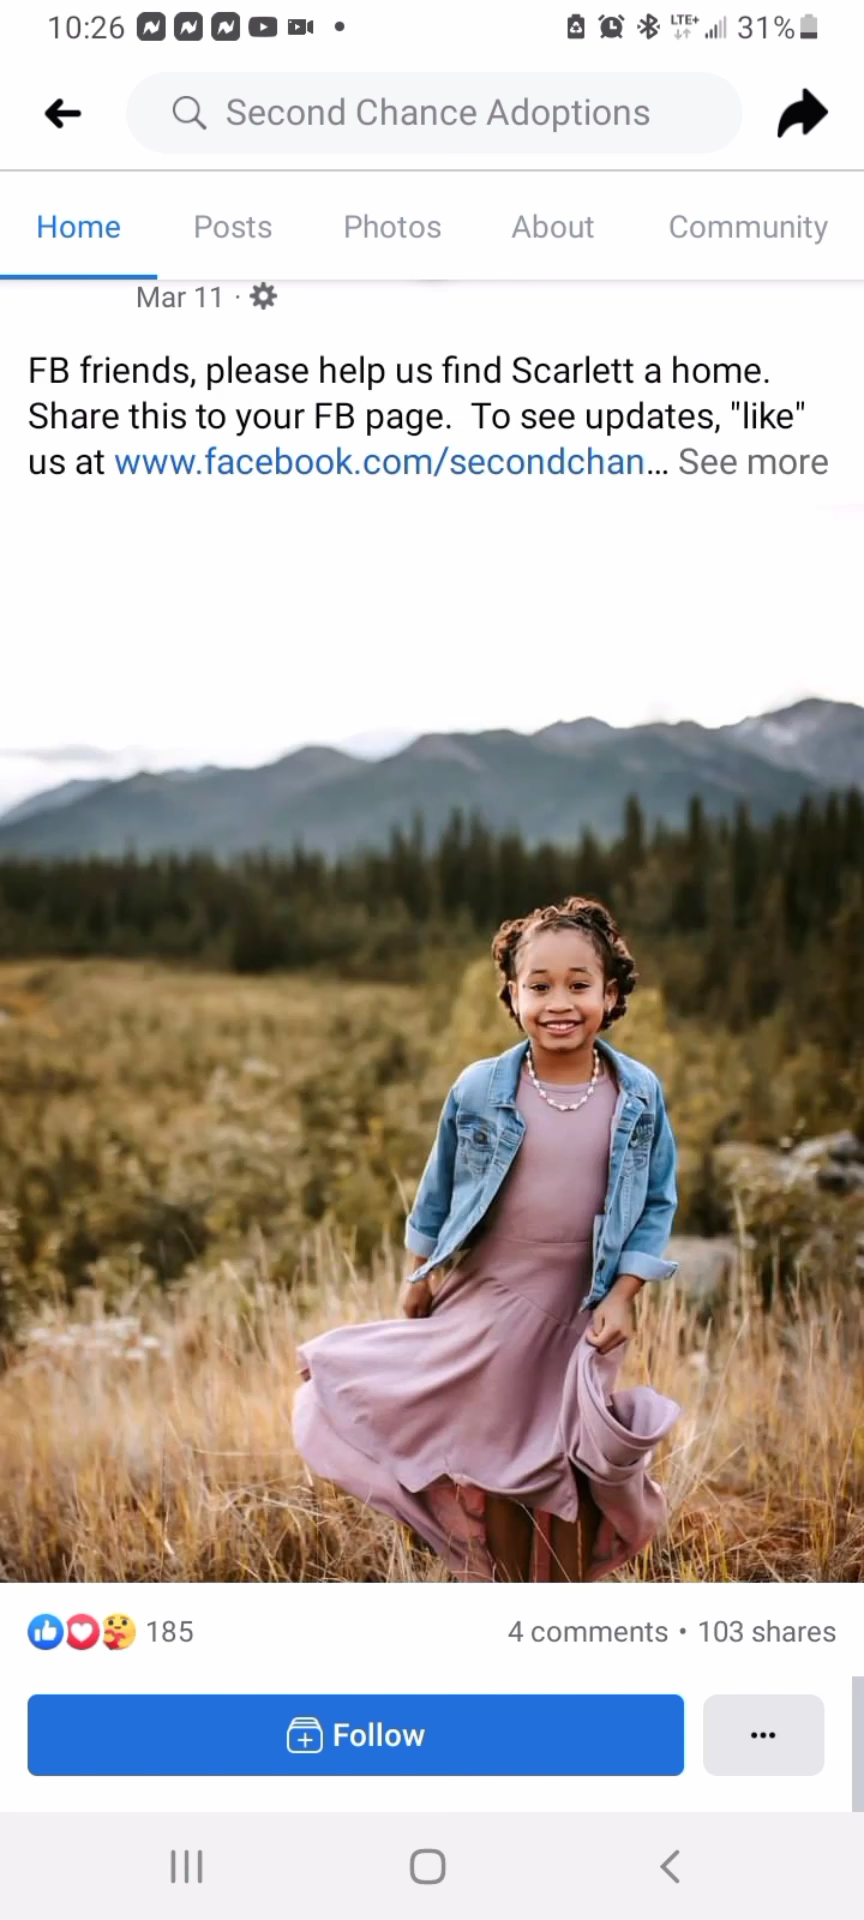 10:26 LTE+ 31%
Second Chance Adoptions
Home Posts Photos About Community
Mar 11 ·
FB friends, please help us find Scarlett a home.
Share this to your FB page.  To see updates, "like"
us at www.facebook.com/secondchan... See more
185 4 comments • 103 shares
Follow